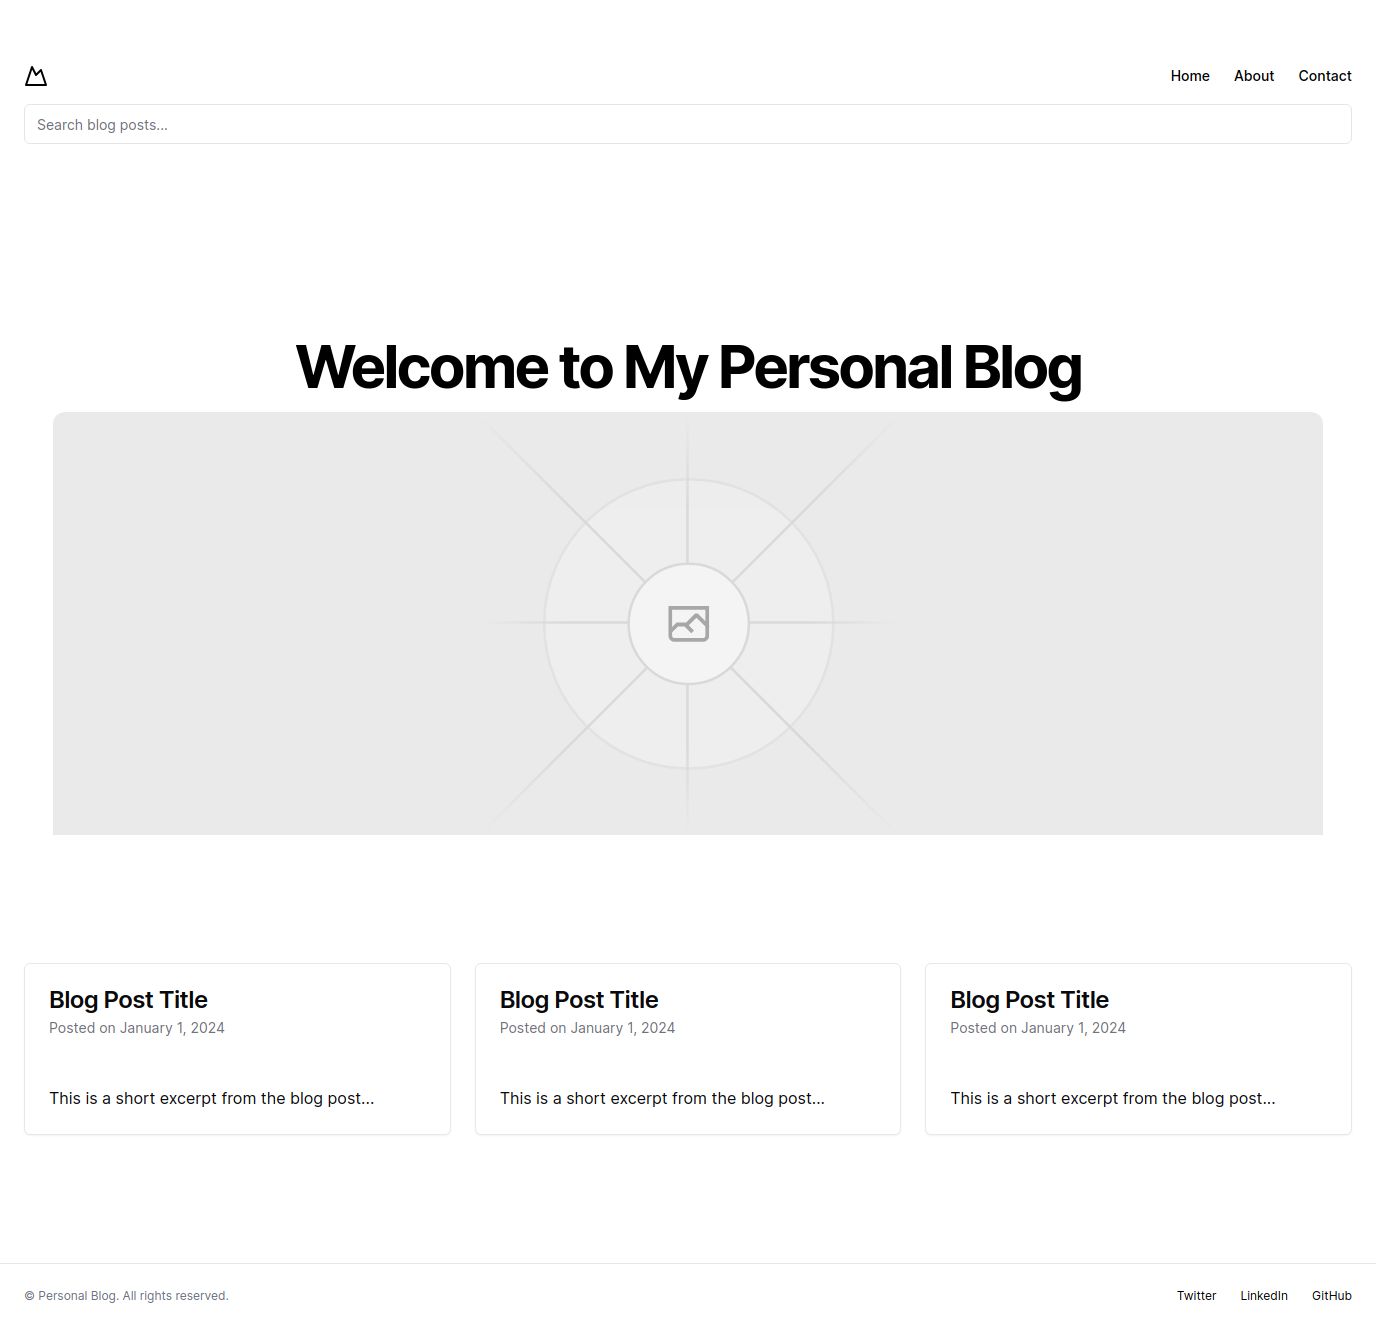 Home About Contact
Search blog posts...
Welcome to My Personal Blog
Blog Post Title
Posted on January 1, 2024
This is a short excerpt from the blog post...
Blog Post Title
Posted on January 1, 2024
This is a short excerpt from the blog post...
Blog Post Title
Posted on January 1, 2024
This is a short excerpt from the blog post...
© Personal Blog. All rights reserved.
Twitter LinkedIn GitHub